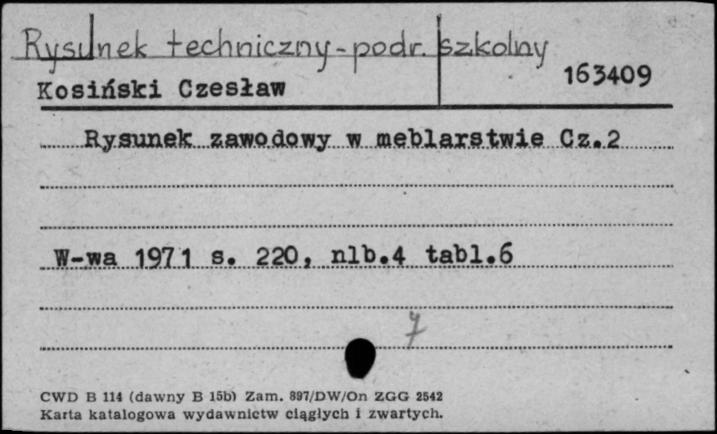 Rysunek techniczny - podr. szkolny
Kosiński Czesław
163409
Rysunek zawodowy w meblarstwie Cz.2
W-wa 1971 s. 220, nlb.4 tabl.6
7
CWD B 114 (dawny B 15b) Zam. 897/DW/On ZGG 2542
Karta katalogowa wydawnictw ciągłych i zwartych.